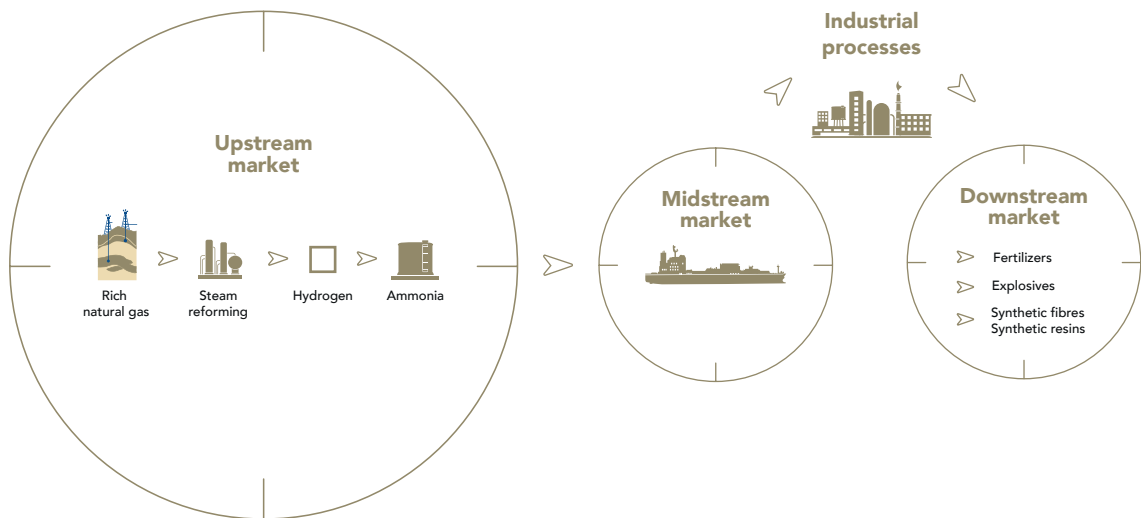 Upstream
market
Rich
natural gas
Steam
reforming
Hydrogen
Ammonia
Midstream
market
Industrial
processes
Downstream
market
Fertilizers
Explosives
Synthetic fibres
Synthetic resins